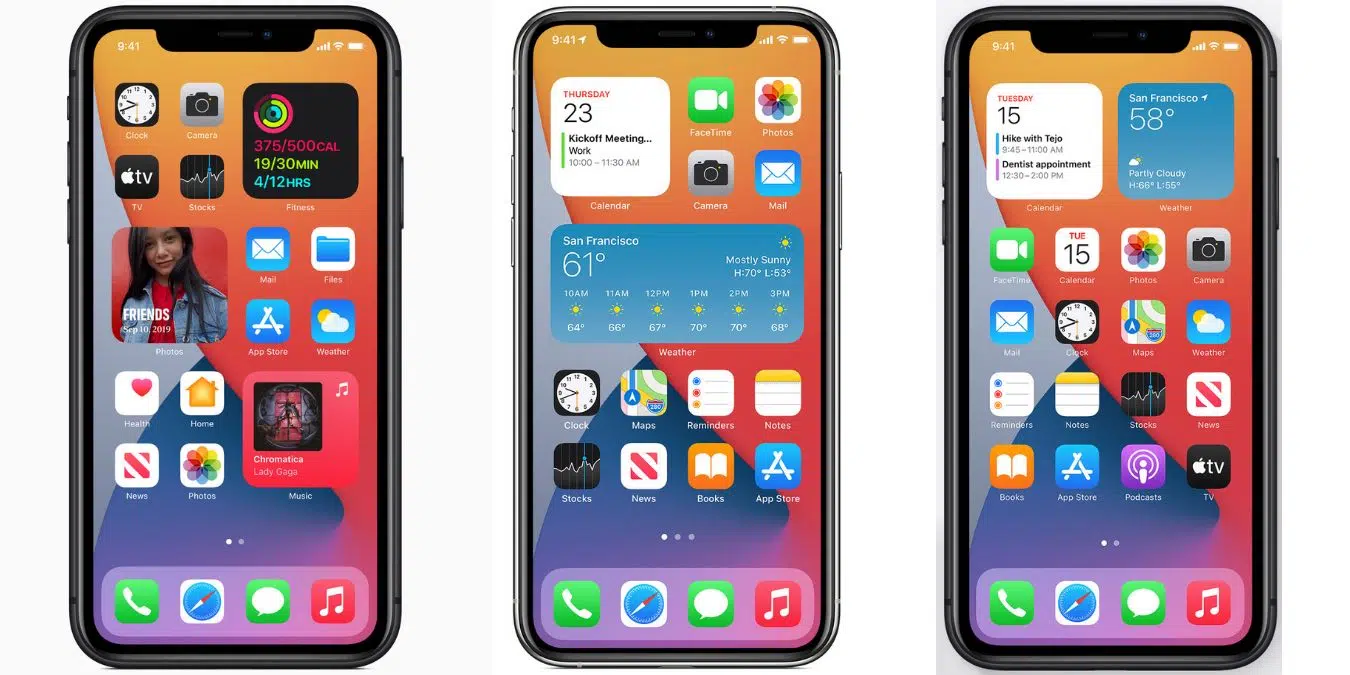 9:41
Clock
Camera
375/500CAL
19/30MIN
4/12HRS
tv
TV
Stocks
Fitness
FRIENDS
Sep 10, 2019
Photos
Mail
Files
App Store
Weather
Health
Home
Chromatica
Lady Gaga
News
Photos
Music
9:41
THURSDAY
23
Kickoff Meeting...
Work
10:00 – 11:30 AM
Calendar
FaceTime
Photos
Camera
Mail
San Francisco
61°
Mostly Sunny
H:70° L:53°
10AM 11AM 12PM 1PM 2PM 3PM
64° 66° 67° 70° 70° 68°
Weather
Clock
Maps
280
Reminders
Notes
Stocks
News
Books
App Store
9:41
TUESDAY
15
Hike with Tejo
9:45 – 11:00 AM
Dentist appointment
12:30 – 2:00 PM
Calendar
San Francisco
58°
Partly Cloudy
H:66° L:55°
Weather
FaceTime
TUE
15
Calendar
Photos
Camera
Mail
Clock
Maps
280
Weather
Reminders
Notes
Stocks
News
Books
App Store
Podcasts
tv
TV